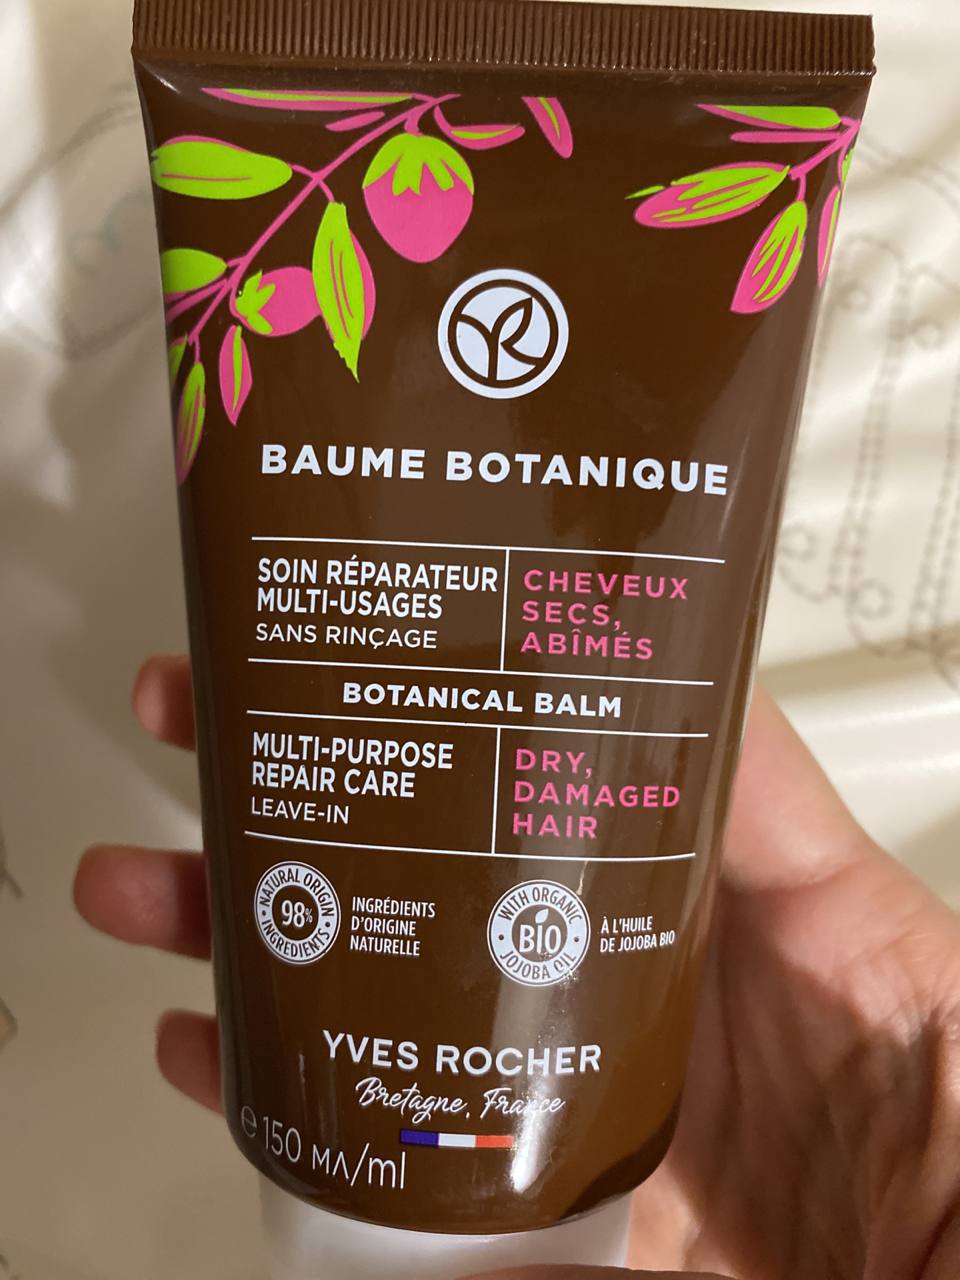 BAUME BOTANIQUE
SOIN RÉPARATEUR
MULTI-USAGES
SANS RINÇAGE
CHEVEUX
SECS,
ABÎMÉS
BOTANICAL BALM
MULTI-PURPOSE
REPAIR CARE
LEAVE-IN
DRY,
DAMAGED
HAIR
NATURAL ORIGIN
98%
INGREDIENTS
INGRÉDIENTS
D'ORIGINE
NATURELLE
WITH ORGANIC
BIO
JOJOBA OIL
À L'HUILE
DE JOJOBA BIO
YVES ROCHER
Bretagne, France
℮ 150 МЛ/ml